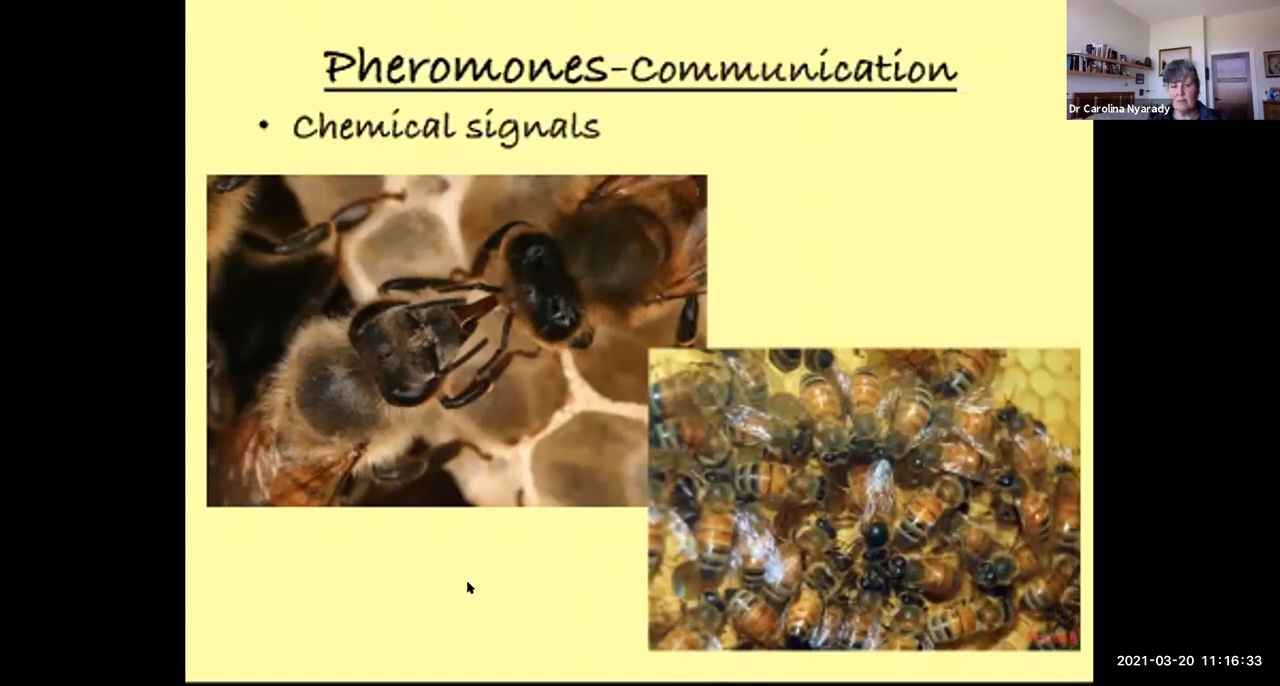 Pheromones-Communication
• Chemical signals
Dr Carolina Nyarady
2021-03-20 11:16:33